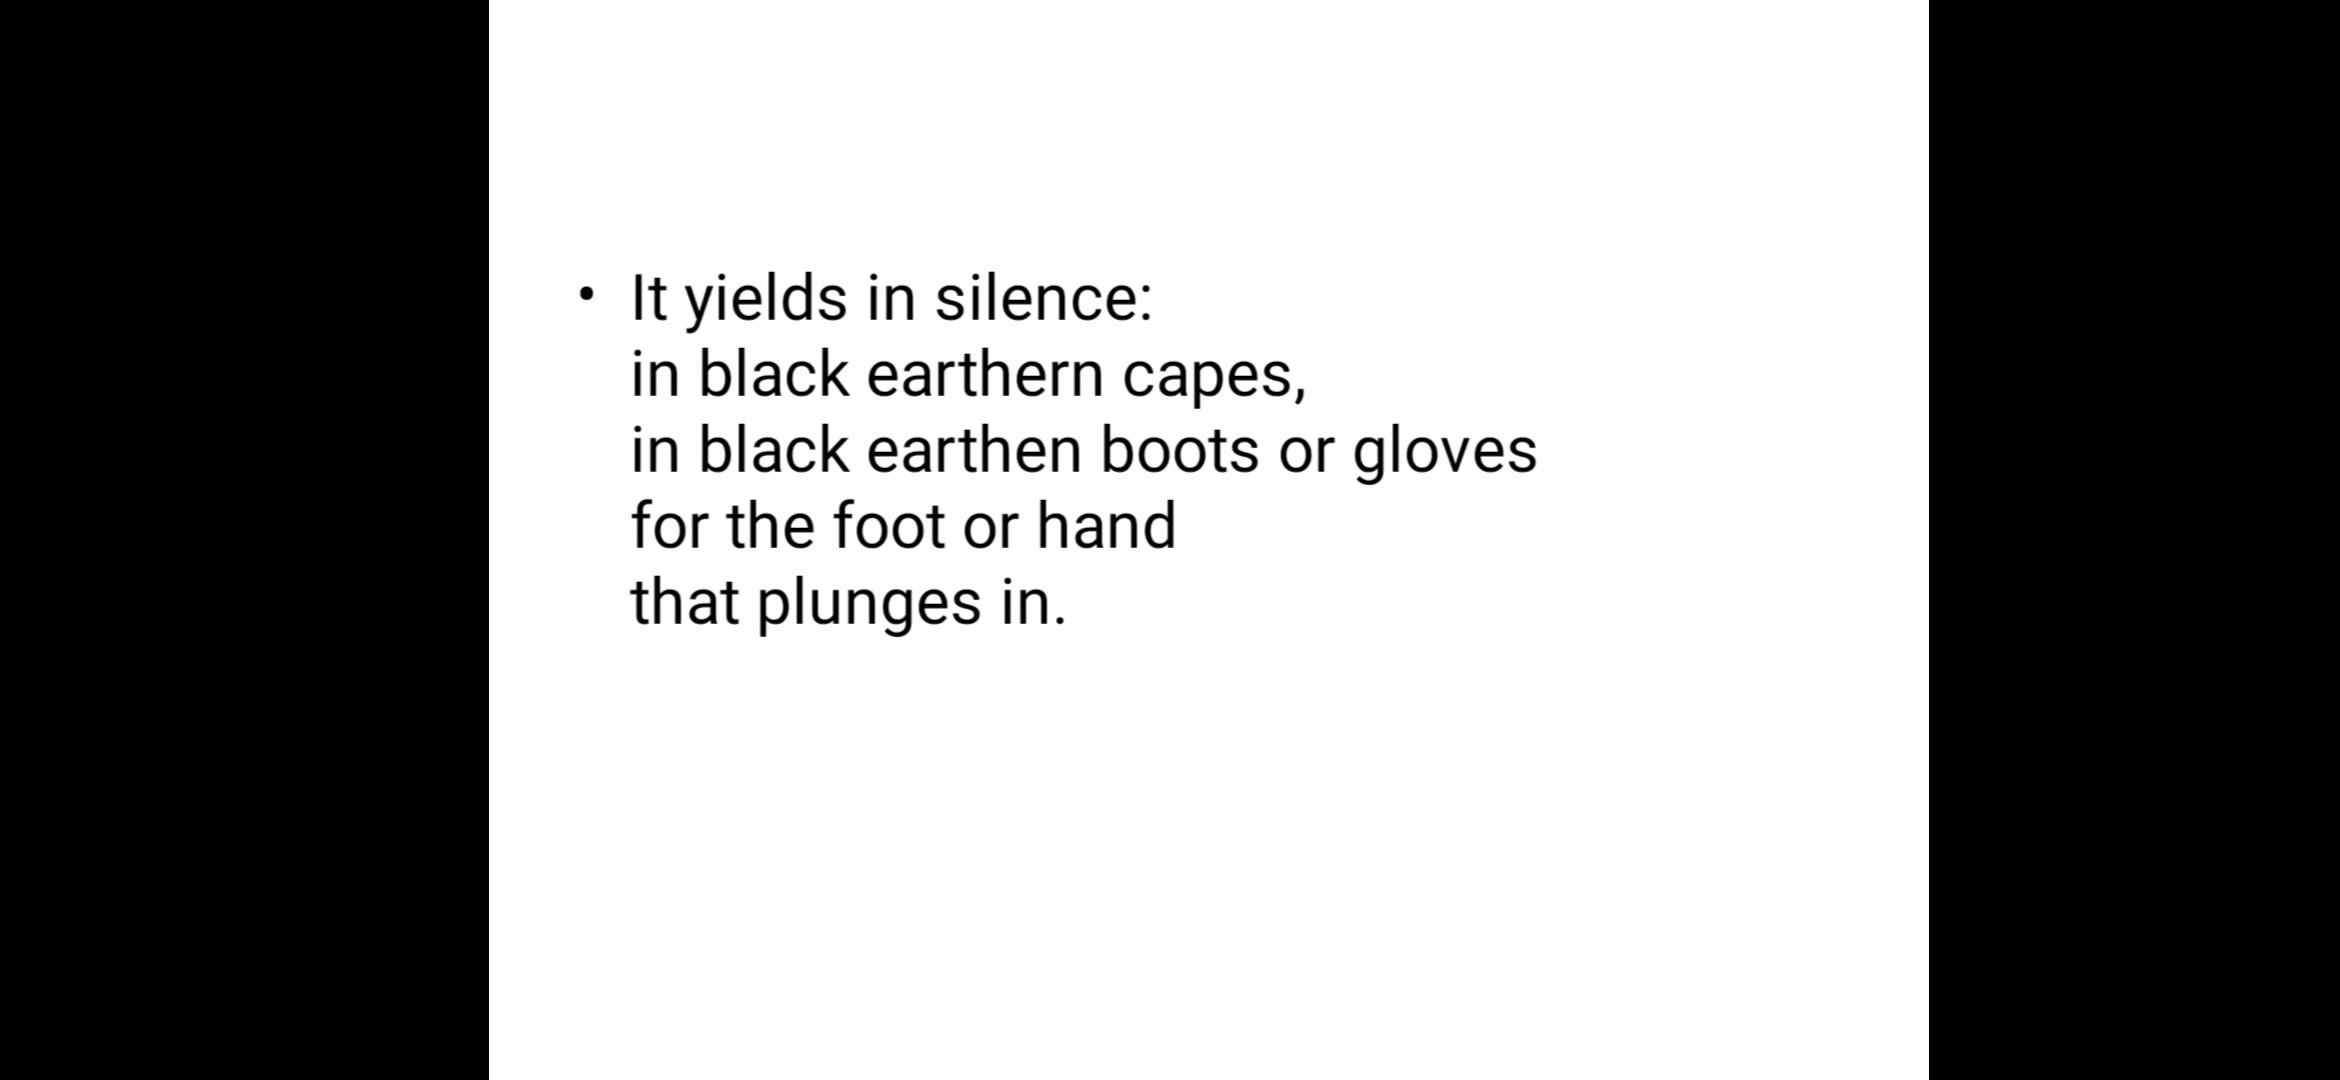 • It yields in silence:
in black earthern capes,
in black earthen boots or gloves
for the foot or hand
that plunges in.